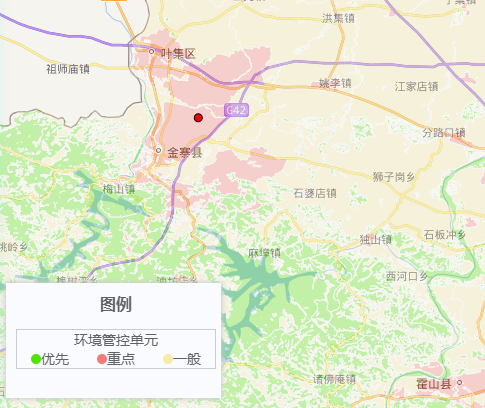 洪集镇
叶集区
祖师庙镇
姚李镇
江家店镇
G42
分路口镇
金寨县
狮子岗乡
梅山镇
石婆店镇
石板冲乡
独山镇
麻埠镇
西河口乡
图例
环境管控单元
优先
重点
一般
诸佛庵镇
霍山县